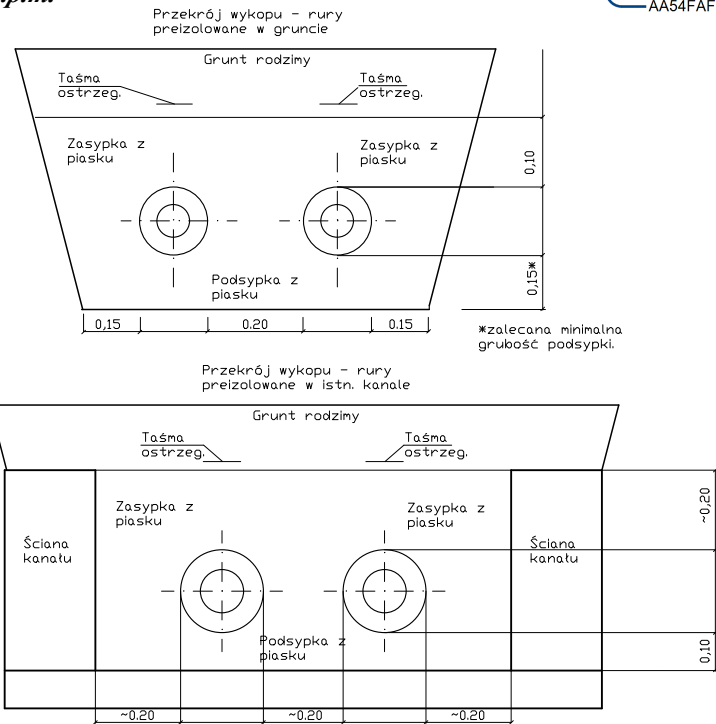 AA54FAF
Przekrój wykopu - rury
preizolowane w gruncie
Grunt rodzimy
Taśma
ostrzeg.
Taśma
ostrzeg.
Zasypka z
piasku
Zasypka z
piasku
0,10
Podsypka z
piasku
0,15*
0,15 0.20 0.15
*zalecana minimalna
grubość podsypki.
Przekrój wykopu - rury
preizolowane w istn. kanale
Grunt rodzimy
Taśma
ostrzeg.
Taśma
ostrzeg.
Zasypka z
piasku
Zasypka z
piasku
~0,20
Ściana
kanału
Ściana
kanału
Podsypka z
piasku
0,10
~0.20 ~0.20 ~0.20